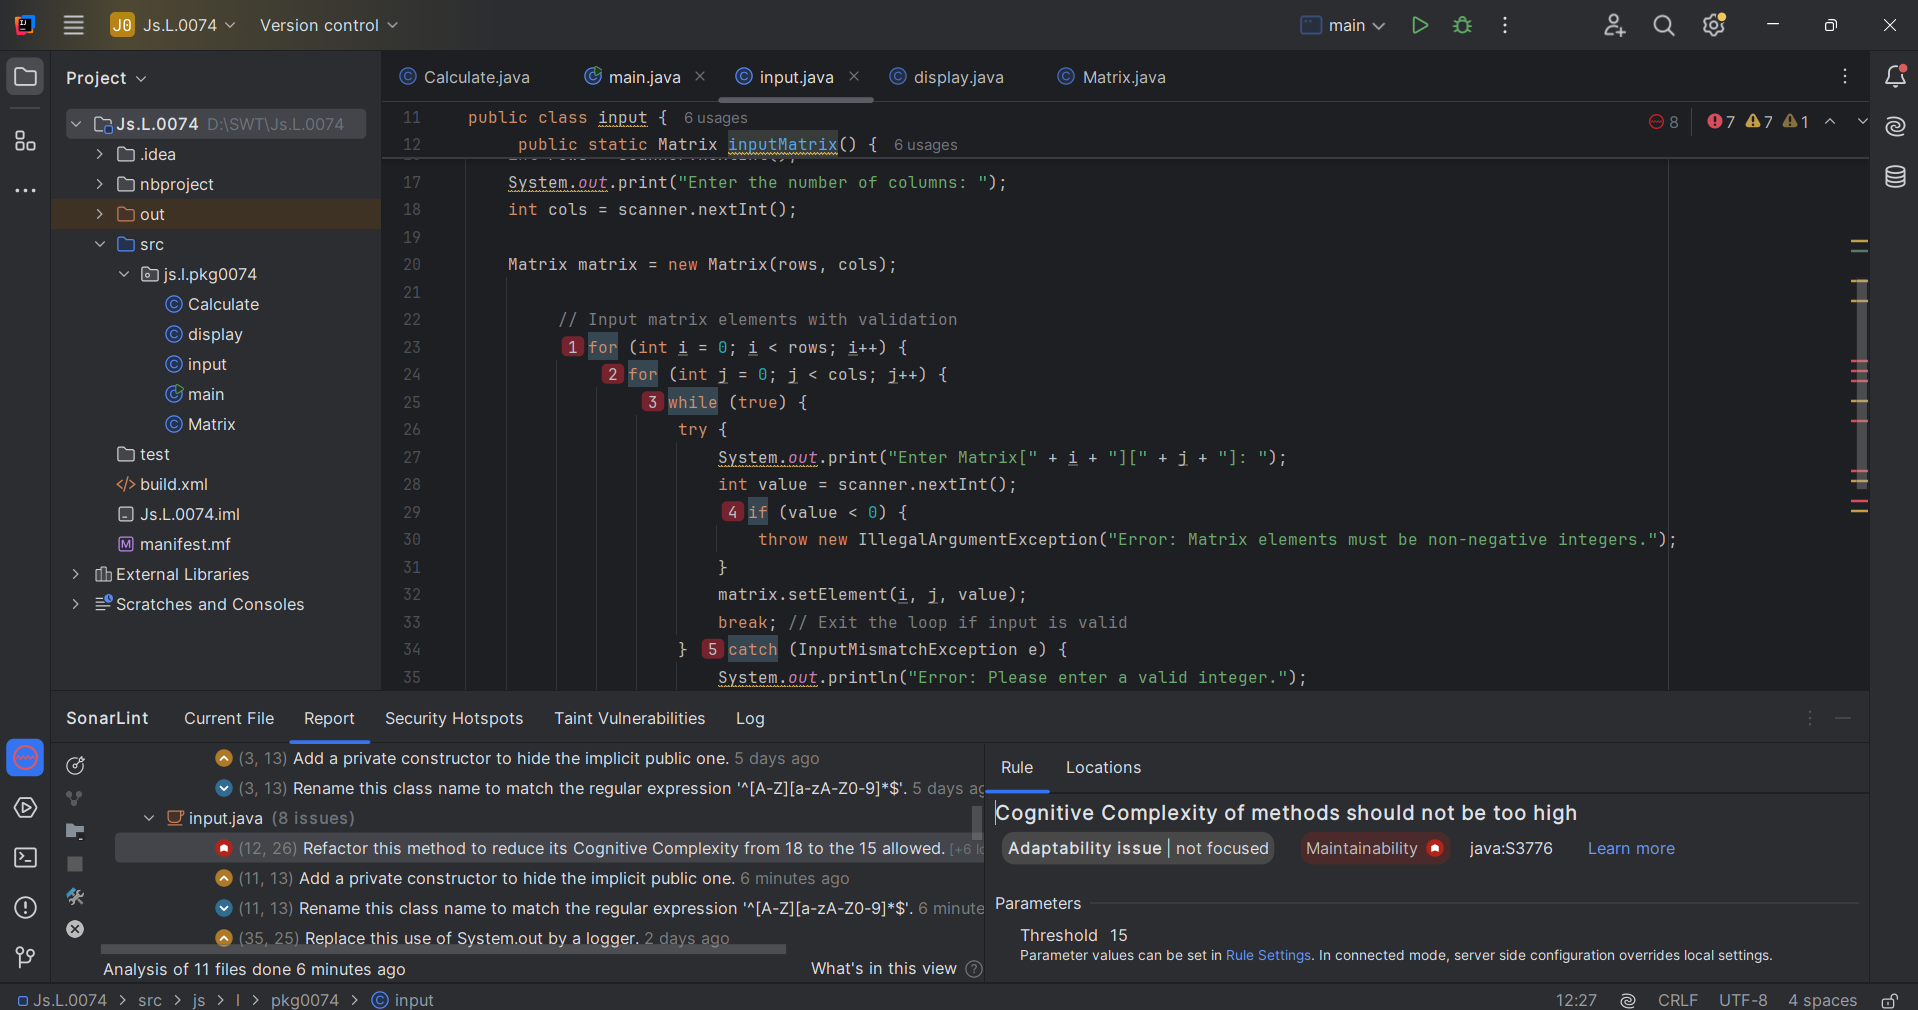 J0 Js.L.0074 Version control main
Project
Calculate.java main.java input.java display.java Matrix.java
Js.L.0074 D:\SWT\Js.L.0074
.idea
nbproject
out
src
js.l.pkg0074
Calculate
display
input
main
Matrix
test
build.xml
Js.L.0074.iml
manifest.mf
External Libraries
Scratches and Consoles
8 7 7 1
11 public class input { 6 usages
12 public static Matrix inputMatrix() { 6 usages
17 System.out.print("Enter the number of columns: ");
18 int cols = scanner.nextInt();
19
20 Matrix matrix = new Matrix(rows, cols);
21
22 // Input matrix elements with validation
23 1 for (int i = 0; i < rows; i++) {
24 2 for (int j = 0; j < cols; j++) {
25 3 while (true) {
26 try {
27 System.out.print("Enter Matrix[" + i + "][" + j + "]: ");
28 int value = scanner.nextInt();
29 4 if (value < 0) {
30 throw new IllegalArgumentException("Error: Matrix elements must be non-negative integers.");
31 }
32 matrix.setElement(i, j, value);
33 break; // Exit the loop if input is valid
34 } 5 catch (InputMismatchException e) {
35 System.out.println("Error: Please enter a valid integer.");
SonarLint Current File Report Security Hotspots Taint Vulnerabilities Log
(3, 13) Add a private constructor to hide the implicit public one. 5 days ago
(3, 13) Rename this class name to match the regular expression '^[A-Z][a-zA-Z0-9]*$'. 5 days
input.java (8 issues)
(12, 26) Refactor this method to reduce its Cognitive Complexity from 18 to the 15 allowed. [+6
(11, 13) Add a private constructor to hide the implicit public one. 6 minutes ago
(11, 13) Rename this class name to match the regular expression '^[A-Z][a-zA-Z0-9]*$'. 6 minute
(35, 25) Replace this use of System.out by a logger. 2 days ago
Analysis of 11 files done 6 minutes ago What's in this view
Rule Locations
Cognitive Complexity of methods should not be too high
Adaptability issue | not focused Maintainability java:S3776 Learn more
Parameters
Threshold 15
Parameter values can be set in Rule Settings. In connected mode, server side configuration overrides local settings.
Js.L.0074 > src > js > l > pkg0074 > input 12:27 CRLF UTF-8 4 spaces